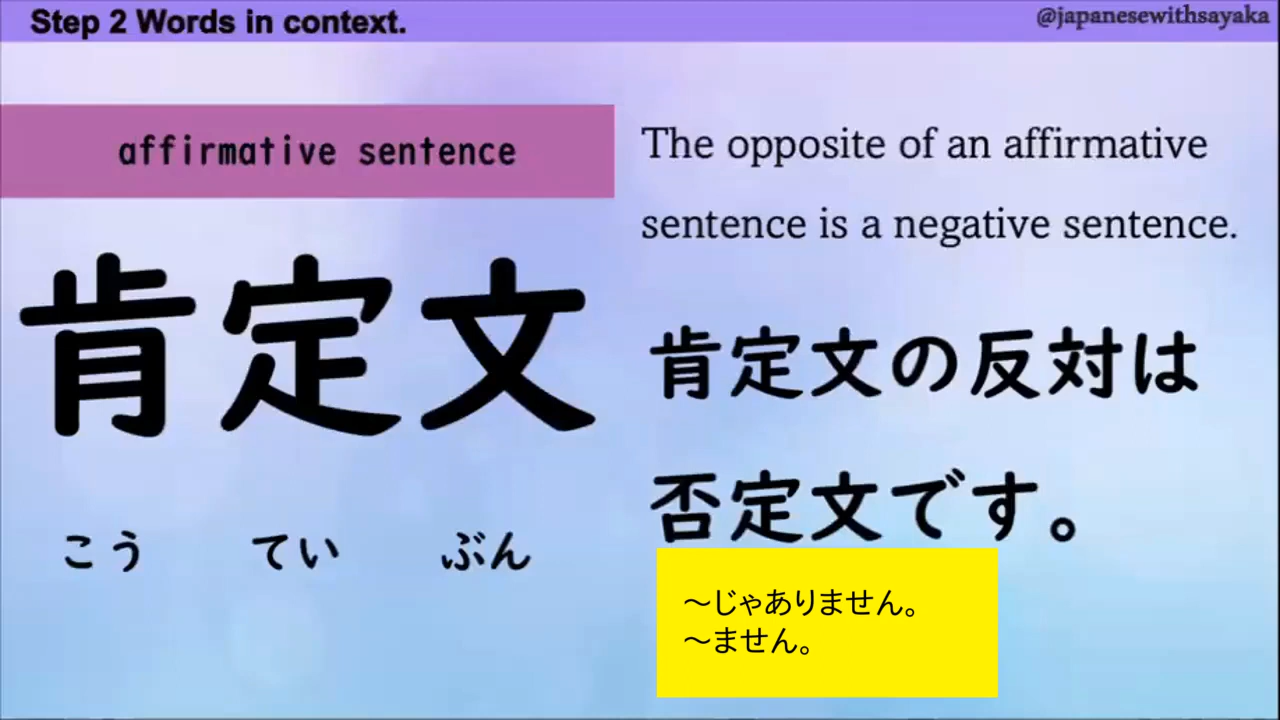 Step 2 Words in context.
@japanesewithsayaka
affirmative sentence
肯定文
こう てい ぶん
The opposite of an affirmative
sentence is a negative sentence.
肯定文の反対は
否定文です。
～じゃありません。
～ません。